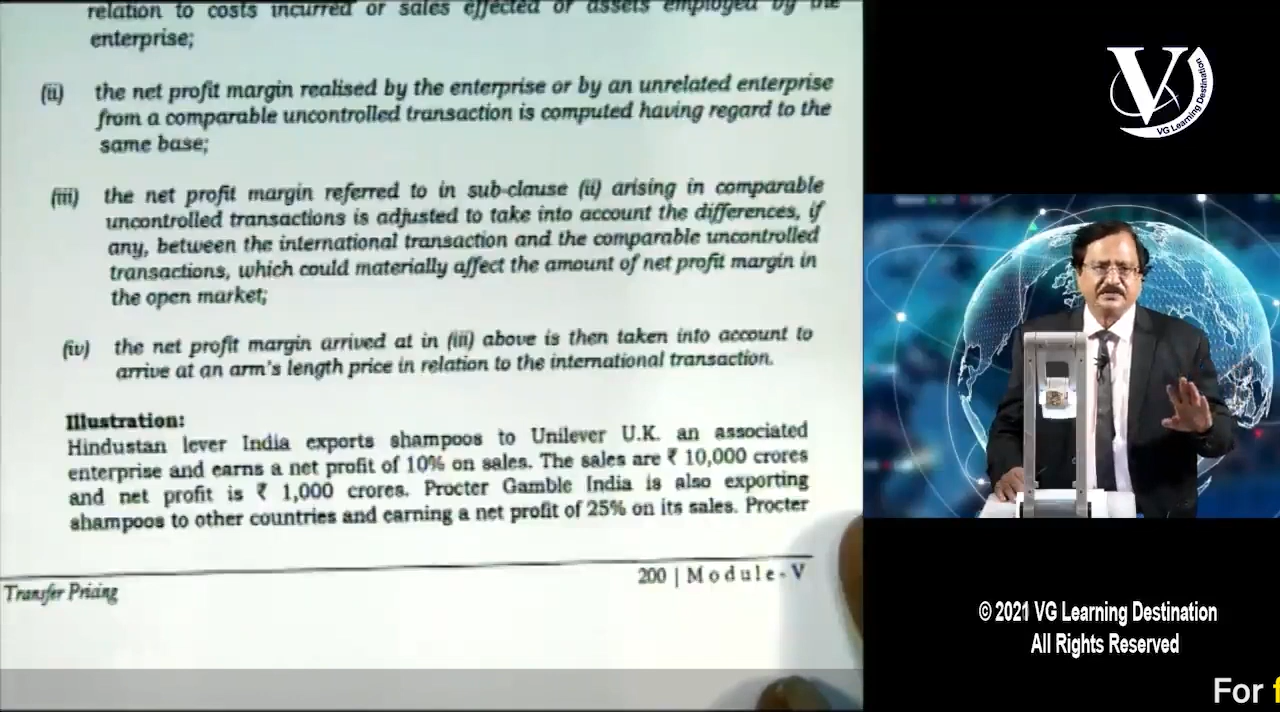 relation to costs incurred or sales effected or assets employed by the
enterprise;
(ii) the net profit margin realised by the enterprise or by an unrelated enterprise
from a comparable uncontrolled transaction is computed having regard to the
same base;
(iii) the net profit margin referred to in sub-clause (ii) arising in comparable
uncontrolled transactions is adjusted to take into account the differences, if
any, between the international transaction and the comparable uncontrolled
transactions, which could materially affect the amount of net profit margin in
the open market;
(iv) the net profit margin arrived at in (iii) above is then taken into account to
arrive at an arm's length price in relation to the international transaction.
Illustration:
Hindustan lever India exports shampoos to Unilever U.K. an associated
enterprise and earns a net profit of 10% on sales. The sales are ₹ 10,000 crores
and net profit is ₹ 1,000 crores. Procter Gamble India is also exporting
shampoos to other countries and earning a net profit of 25% on its sales. Procter
200 | Module-V
Transfer Pricing
V
VG Learning Destination
© 2021 VG Learning Destination
All Rights Reserved
For